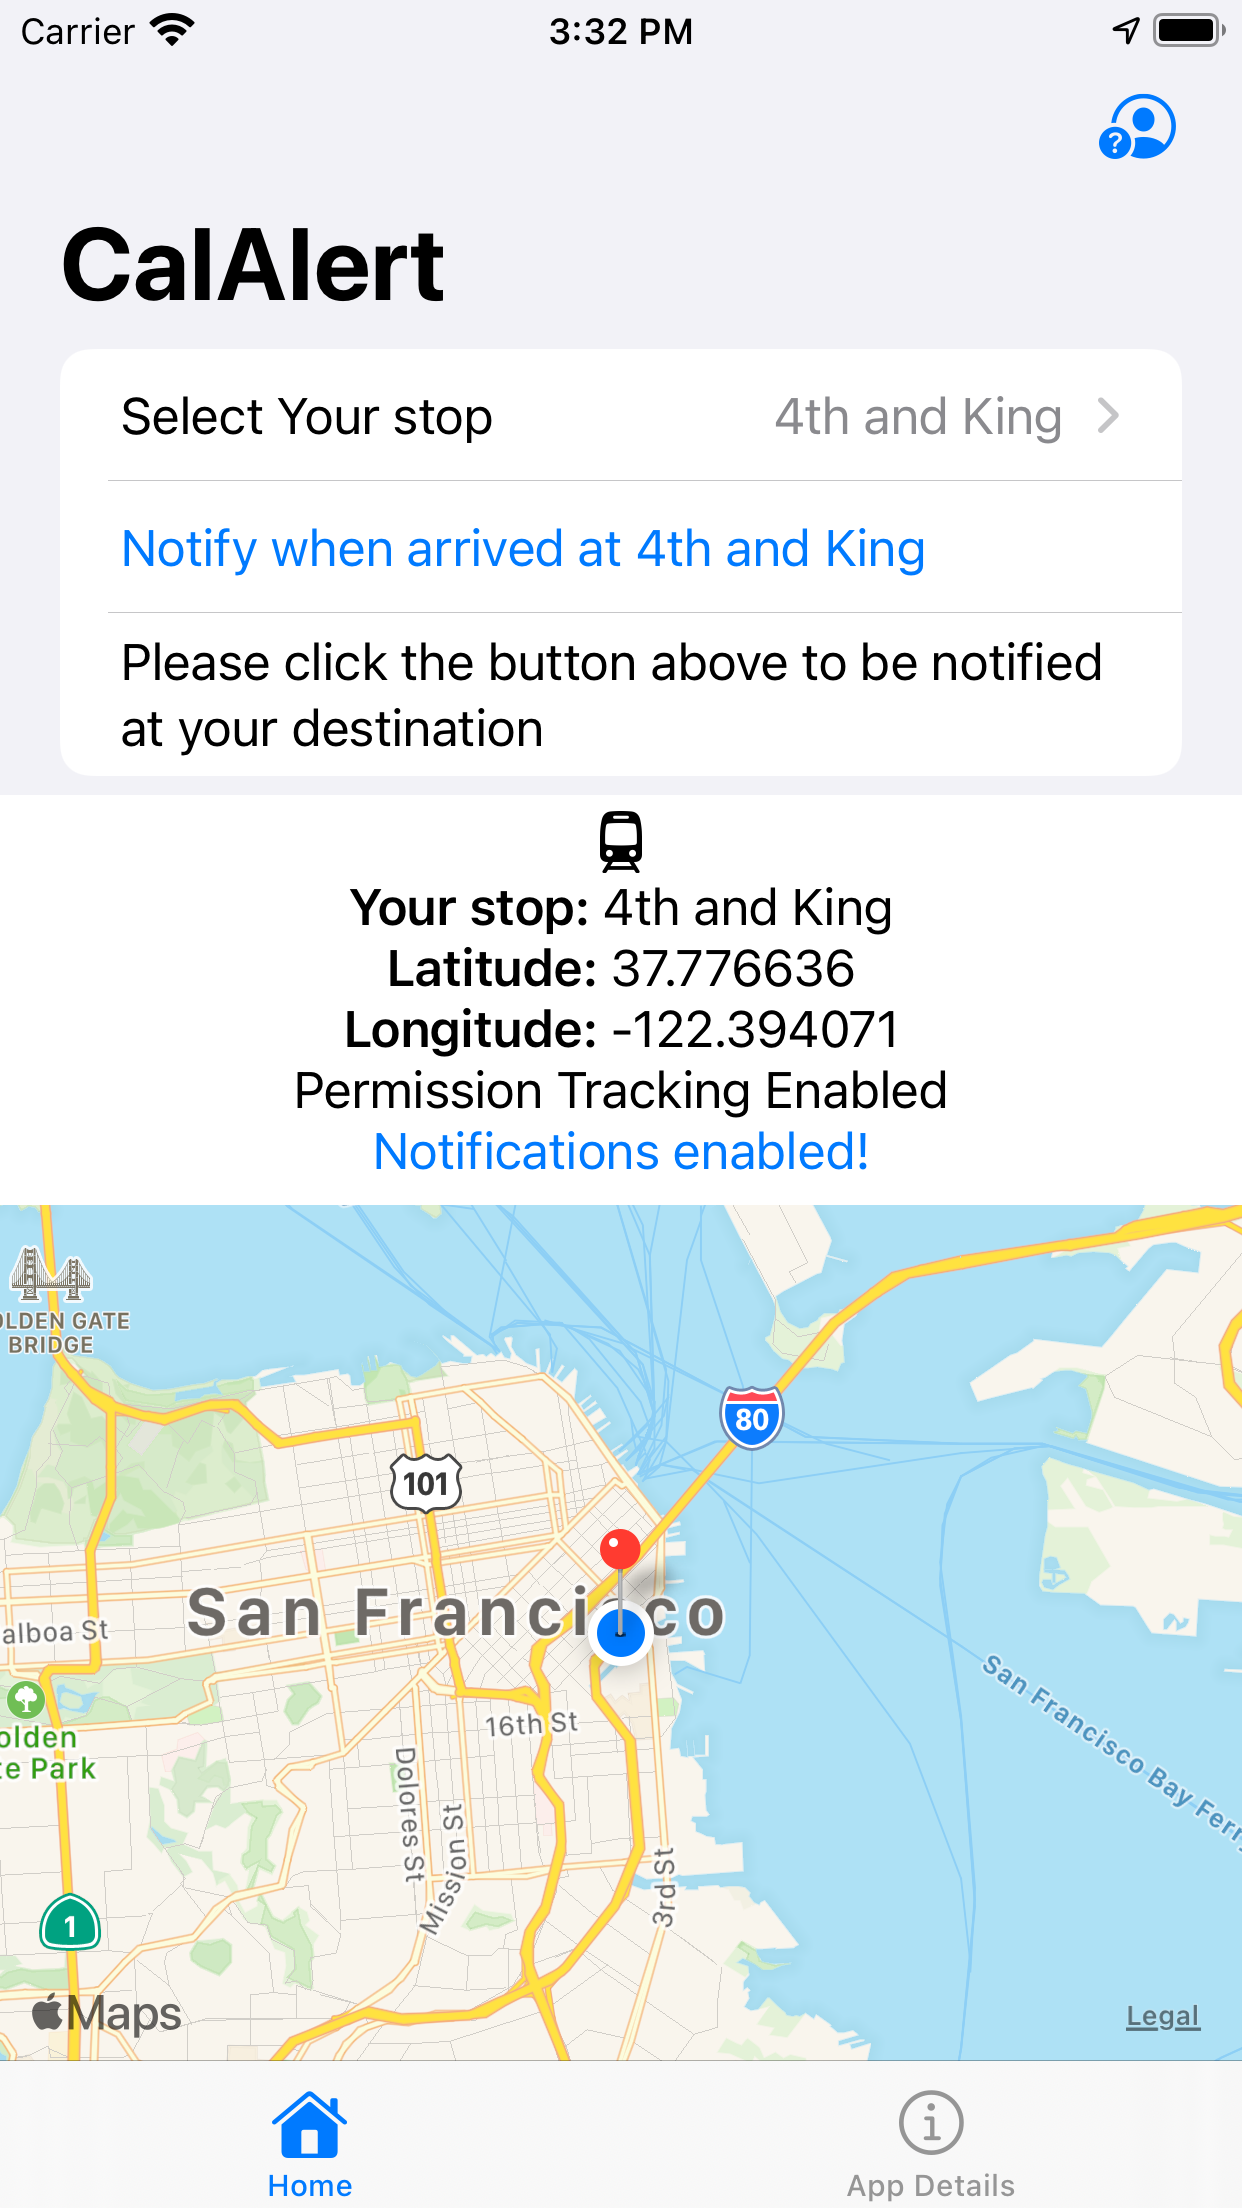 Carrier 3:32 PM
?
CalAlert
Select Your stop 4th and King
Notify when arrived at 4th and King
Please click the button above to be notified
at your destination
Your stop: 4th and King
Latitude: 37.776636
Longitude: -122.394071
Permission Tracking Enabled
Notifications enabled!
OLDEN GATE
BRIDGE
80
101
San Francisco
alboa St
San Francisco Bay Ferry
16th St
olden
te Park
Dolores St
Mission St
3rd St
1
Maps
Legal
Home
App Details